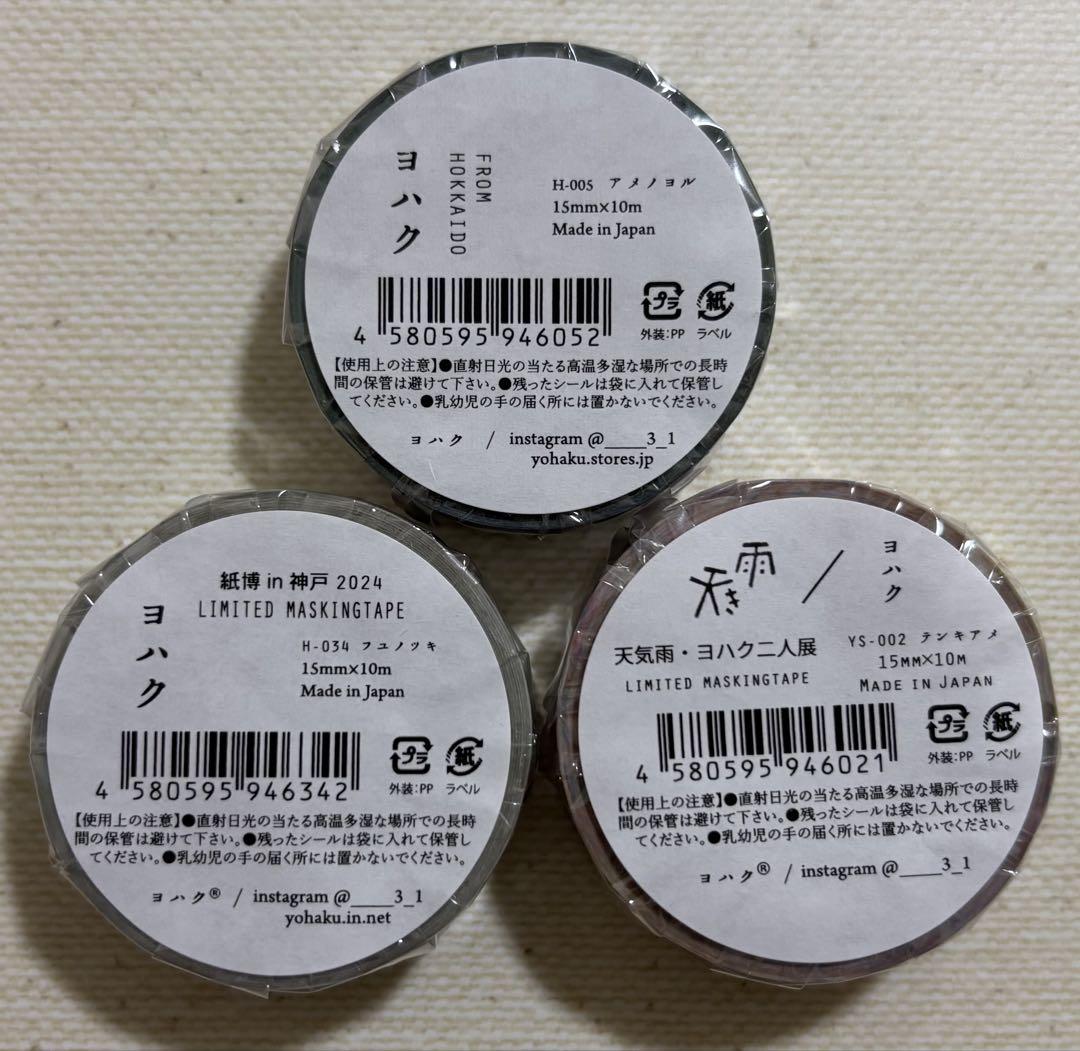 ヨハク
FROM
HOKKAIDO
H-005 アメノヨル
15mm×10m
Made in Japan
4 580595 946052
プラ
外装:PP
紙
ラベル
【使用上の注意】●直射日光の当たる高温多湿な場所での長時
間の保管は避けて下さい。●残ったシールは袋に入れて保管し
てください。●乳幼児の手の届く所には置かないでください。
ヨハク / instagram @_____3_1
yohaku.stores.jp
紙博 in 神戸 2024
LIMITED MASKINGTAPE
ヨハク
H-034 フユノツキ
15mm×10m
Made in Japan
4 580595 946342
プラ
外装:PP
紙
ラベル
【使用上の注意】●直射日光の当たる高温多湿な場所での長時
間の保管は避けて下さい。●残ったシールは袋に入れて保管し
てください。●乳幼児の手の届く所には置かないでください。
ヨハク® / instagram @_____3_1
yohaku.in.net
天き雨 / ヨハク
天気雨・ヨハク二人展
LIMITED MASKINGTAPE
YS-002 テンキアメ
15MM×10M
MADE IN JAPAN
4 580595 946021
プラ
外装:PP
紙
ラベル
【使用上の注意】●直射日光の当たる高温多湿な場所での長時
間の保管は避けて下さい。●残ったシールは袋に入れて保管し
てください。●乳幼児の手の届く所には置かないでください。
ヨハク® / instagram @_____3_1